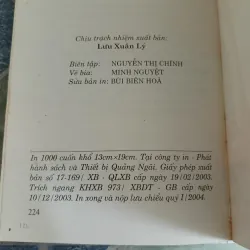 Chịu trách nhiệm xuất bản:
Lưu Xuân Lý
Biên tập: NGUYỄN THỊ CHÍNH
Vẽ bìa: MINH NGUYỆT
Sửa bản in: BÙI BIÊN HOÀ
In 1000 cuốn khổ 13cm×19cm. Tại công ty in - Phát
hành sách và Thiết bị Quảng Ngãi. Giấy phép xuất
bản số 17-169/ XB - QLXB cấp ngày 19/02/2003.
Trích ngang KHXB 973/ XBDT - GB cấp ngày
10/12/2003. In xong và nộp lưu chiểu quý I/2004.
224